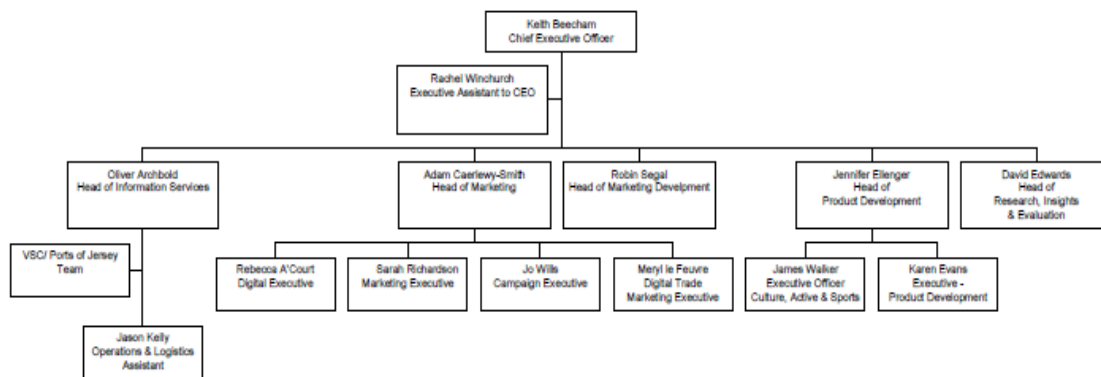 Keith Beecham
Chief Executive Officer
Rachel Winchurch
Executive Assistant to CEO
Oliver Archbold
Head of Information Services
Adam Caerlewy-Smith
Head of Marketing
Robin Segal
Head of Marketing Develpment
Jennifer Ellenger
Head of
Product Development
David Edwards
Head of
Research, Insights
& Evaluation
VSC/ Ports of Jersey
Team
Rebecca A'Court
Digital Executive
Sarah Richardson
Marketing Executive
Jo Wills
Campaign Executive
Meryl le Feuvre
Digital Trade
Marketing Executive
James Walker
Executive Officer
Culture, Active & Sports
Karen Evans
Executive -
Product Development
Jason Kelly
Operations & Logistics
Assistant